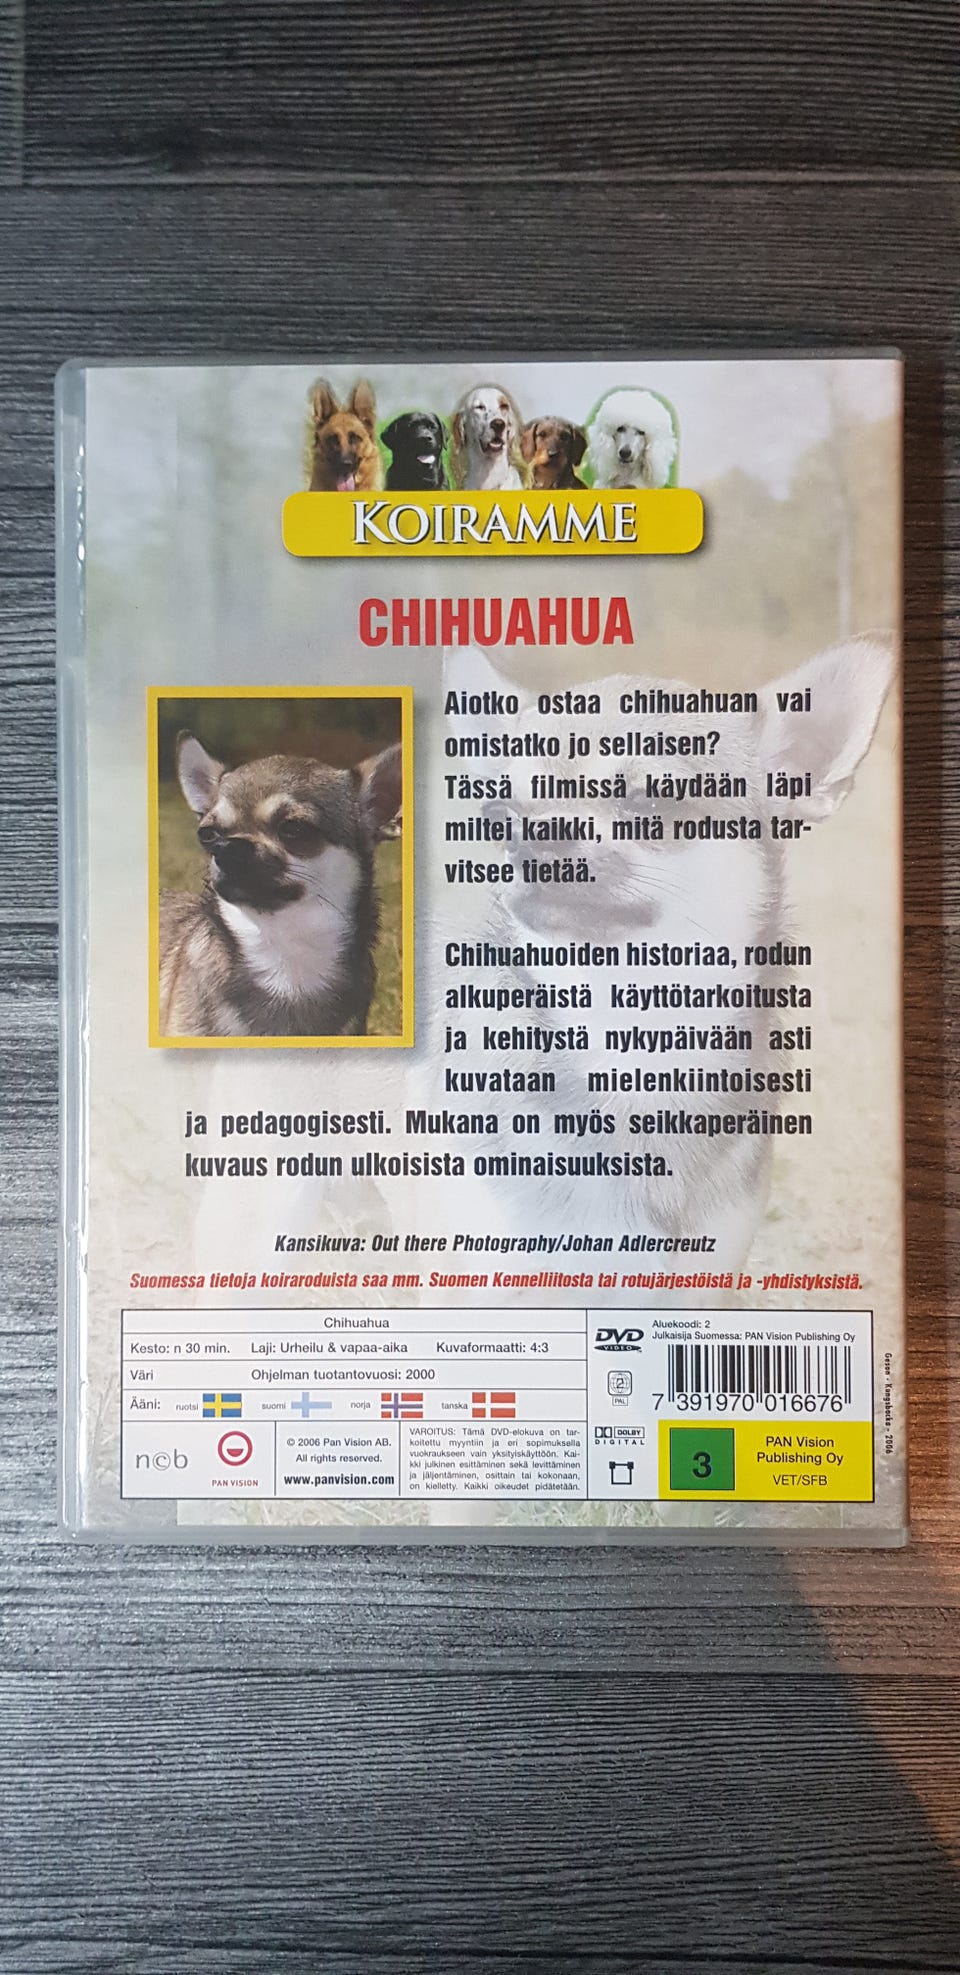 KOIRAMME
CHIHUAHUA
Aiotko ostaa chihuahuan vai
omistatko jo sellaisen?
Tässä filmissä käydään läpi
miltei kaikki, mitä rodusta tar-
vitsee tietää.
Chihuahuoiden historiaa, rodun
alkuperäistä käyttötarkoitusta
ja kehitystä nykypäivään asti
kuvataan mielenkiintoisesti
ja pedagogisesti. Mukana on myös seikkaperäinen
kuvaus rodun ulkoisista ominaisuuksista.
Kansikuva: Out there Photography/Johan Adlercreutz
Suomessa tietoja koiraroduista saa mm. Suomen Kennelliitosta tai rotujärjestöistä ja -yhdistyksistä.
Chihuahua
Kesto: n 30 min. Laji: Urheilu & vapaa-aika Kuvaformaatti: 4:3
Väri Ohjelman tuotantovuosi: 2000
Ääni: ruotsi suomi norja tanska
n©b
PAN VISION
© 2006 Pan Vision AB.
All rights reserved.
www.panvision.com
VAROITUS: Tämä DVD-elokuva on tar-
koitettu myyntiin ja eri sopimuksella
vuokraukseen vain yksityiskäyttöön. Kai-
kki julkinen esittäminen sekä levittäminen
ja jäljentäminen, osittain tai kokonaan,
on kielletty. Kaikki oikeudet pidätetään.
DVD
VIDEO
Aluekoodi: 2
Julkaisija Suomessa: PAN Vision Publishing Oy
2
PAL
7 391970 016676
DOLBY
DIGITAL
3
PAN Vision
Publishing Oy
VET/SFB
Geson - Kungsbacka - 2006